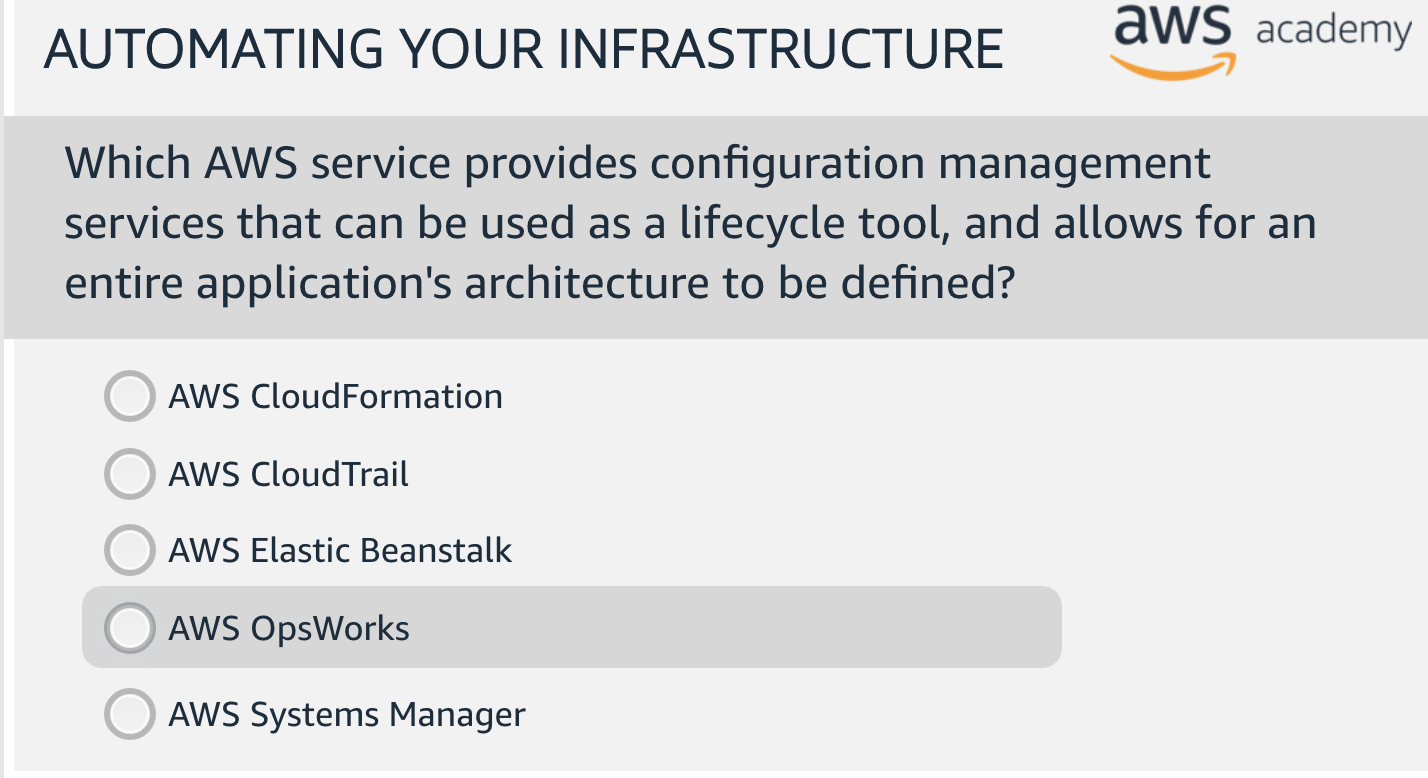 AUTOMATING YOUR INFRASTRUCTURE
aws academy
Which AWS service provides configuration management
services that can be used as a lifecycle tool, and allows for an
entire application's architecture to be defined?
AWS CloudFormation
AWS CloudTrail
AWS Elastic Beanstalk
AWS OpsWorks
AWS Systems Manager